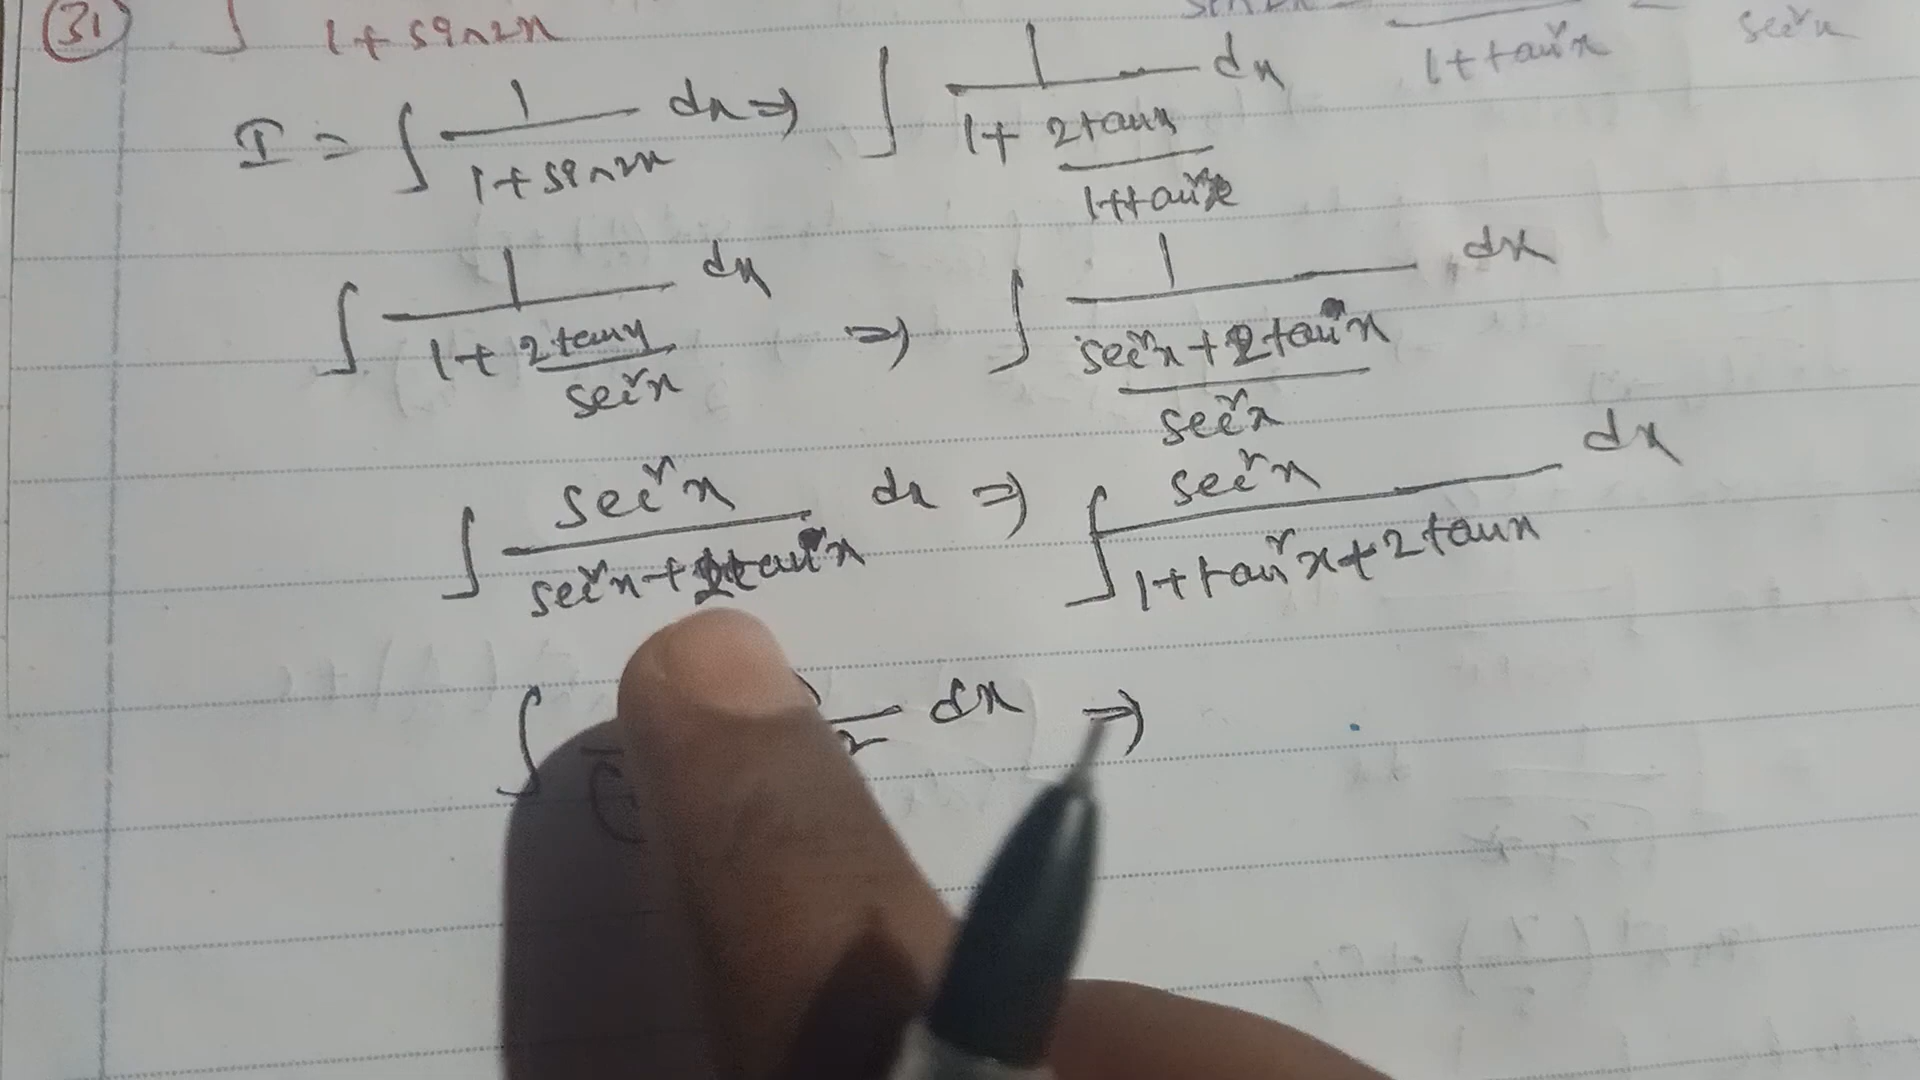 (31) ∫ 1+sin2x
1+tan²x sec²x
I = ∫ 1/(1+sin2x) dx ⇒ ∫ 1/(1+ 2tanx/(1+tan²x)) dx
∫ 1/(1+ 2tanx/sec²x) dx ⇒ ∫ 1/((sec²x+2tanx)/sec²x) dx
∫ sec²x/(sec²x+2tanx) dx ⇒ ∫ sec²x/(1+tan²x+2tanx) dx
∫ dx ⇒